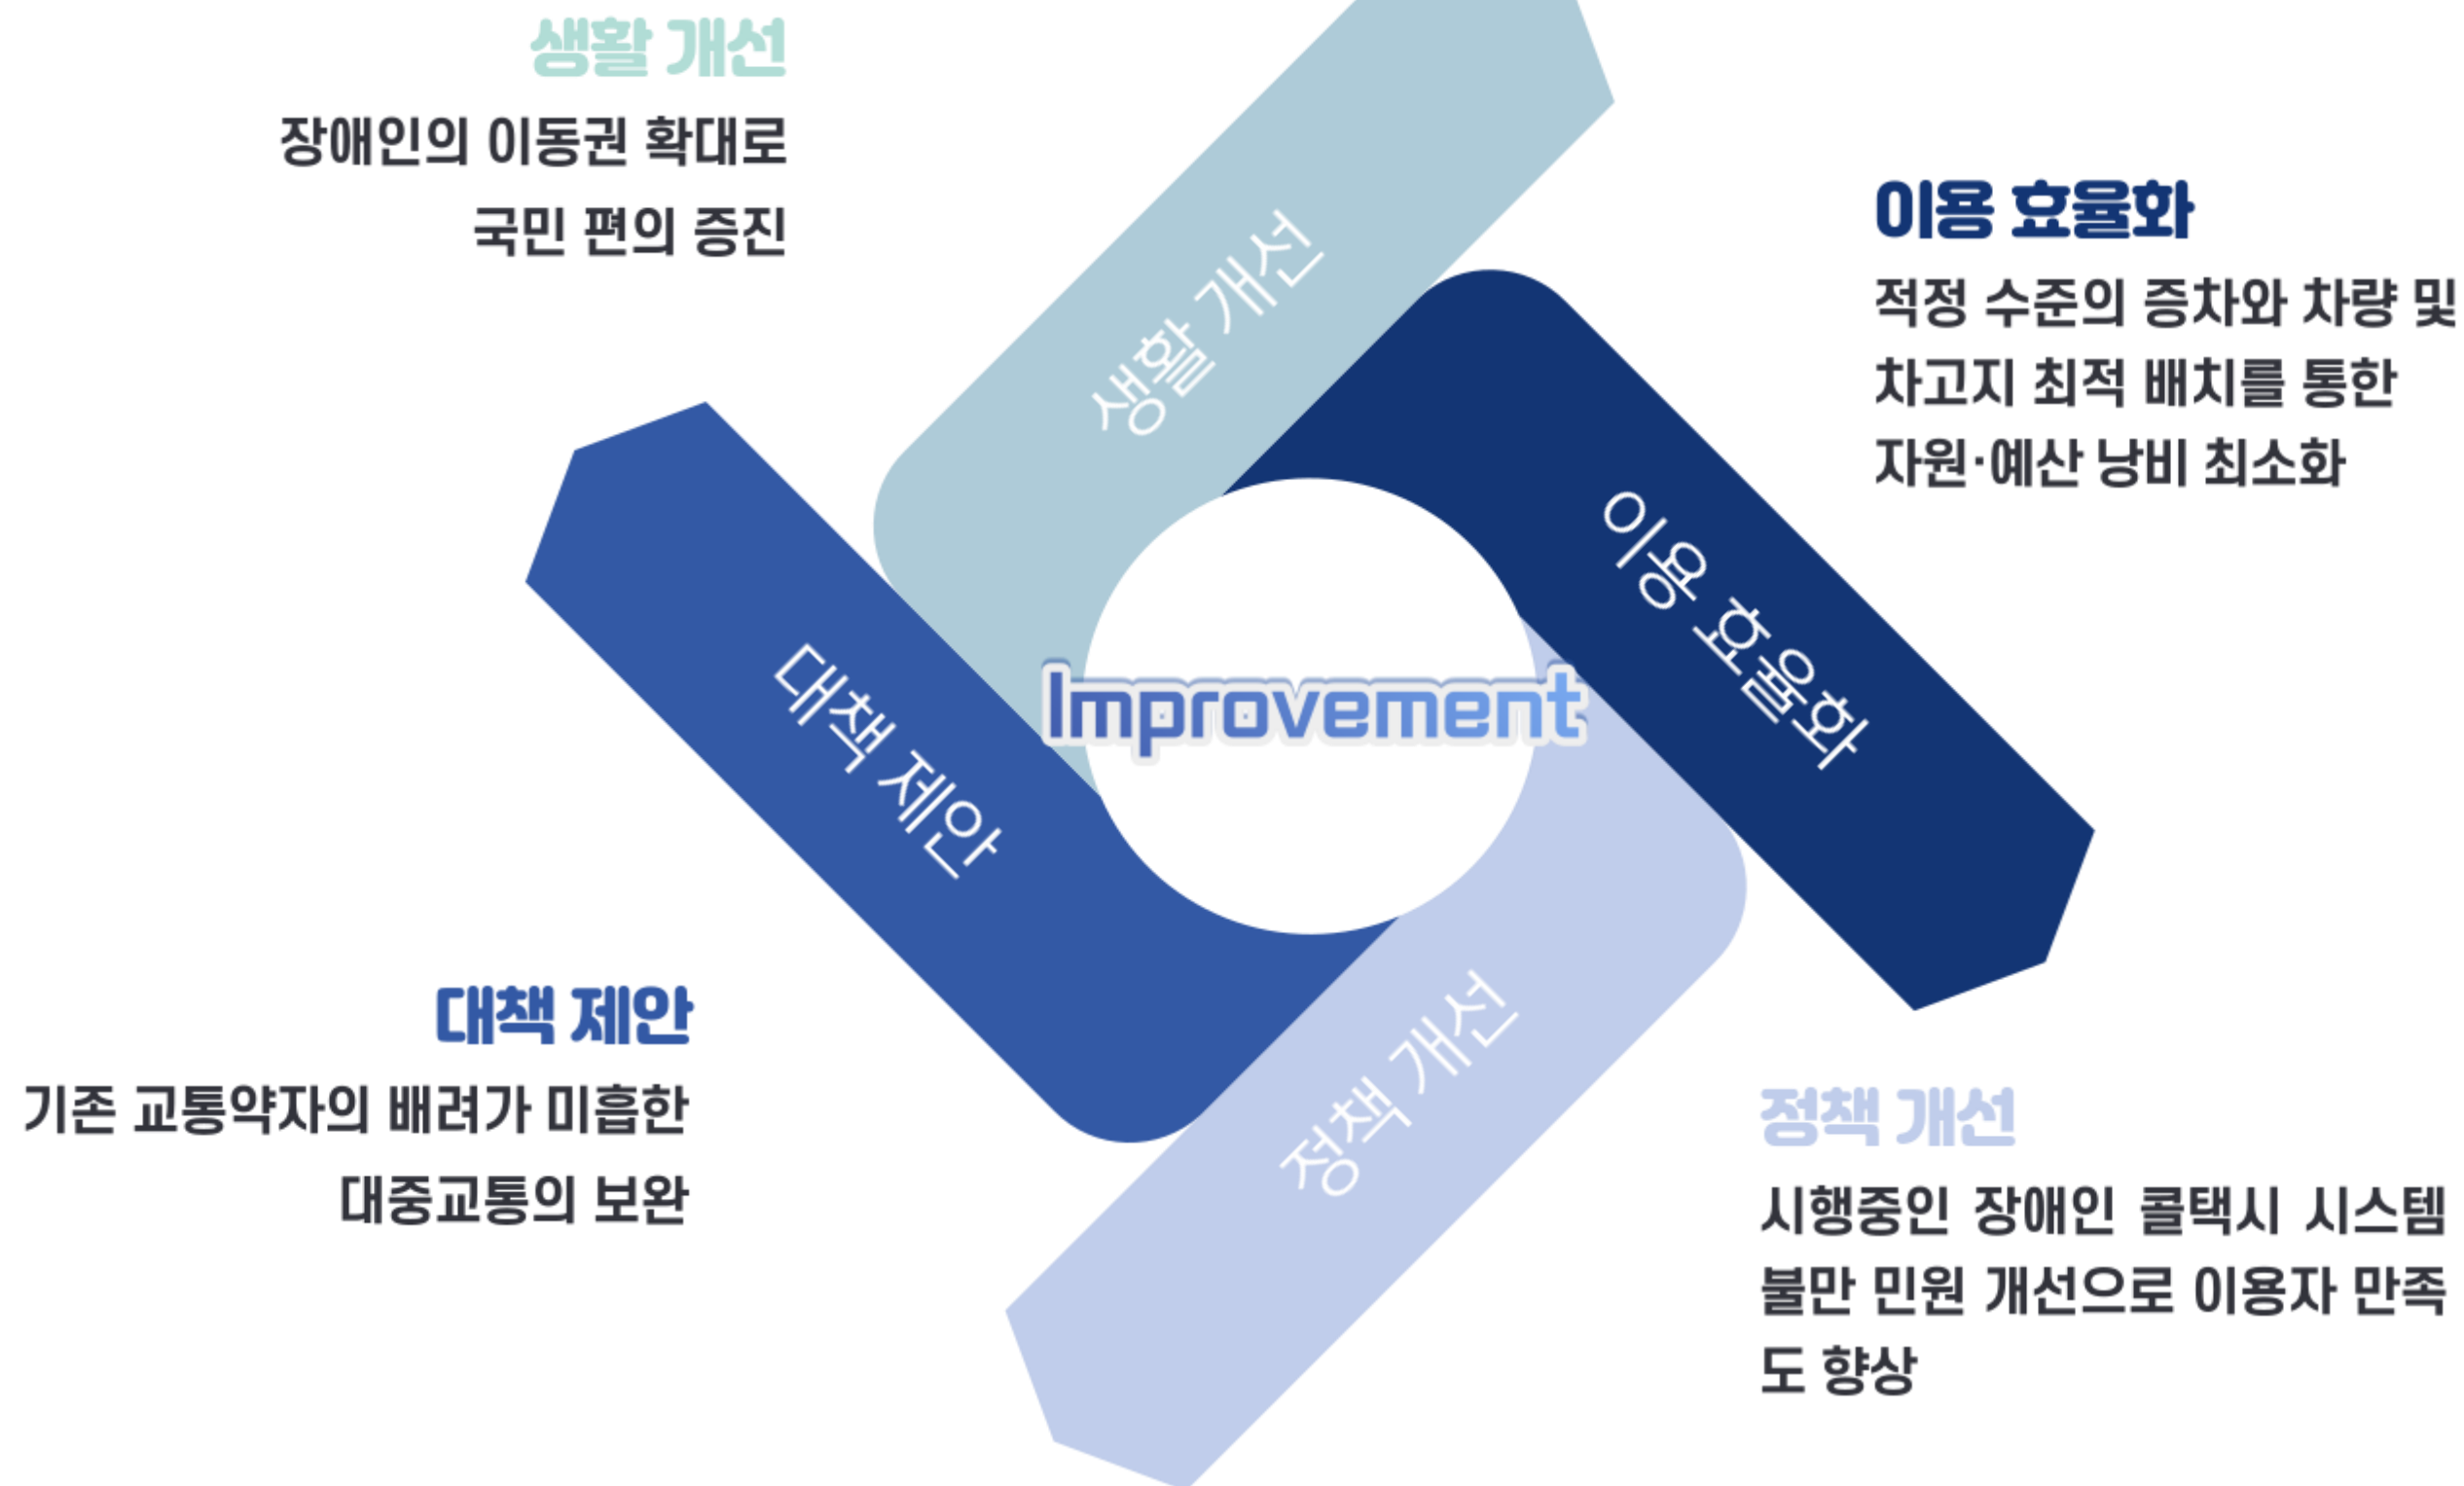 생활 개선
장애인의 이동권 확대로
국민 편의 증진
이용 효율화
적정 수준의 증차와 차량 및
차고지 최적 배치를 통한
자원·예산 낭비 최소화
생활 개선
이용 효율화
Improvement
대책 제안
정책 개선
대책 제안
기존 교통약자의 배려가 미흡한
대중교통의 보완
정책 개선
시행중인 장애인 콜택시 시스템
불만 민원 개선으로 이용자 만족
도 향상